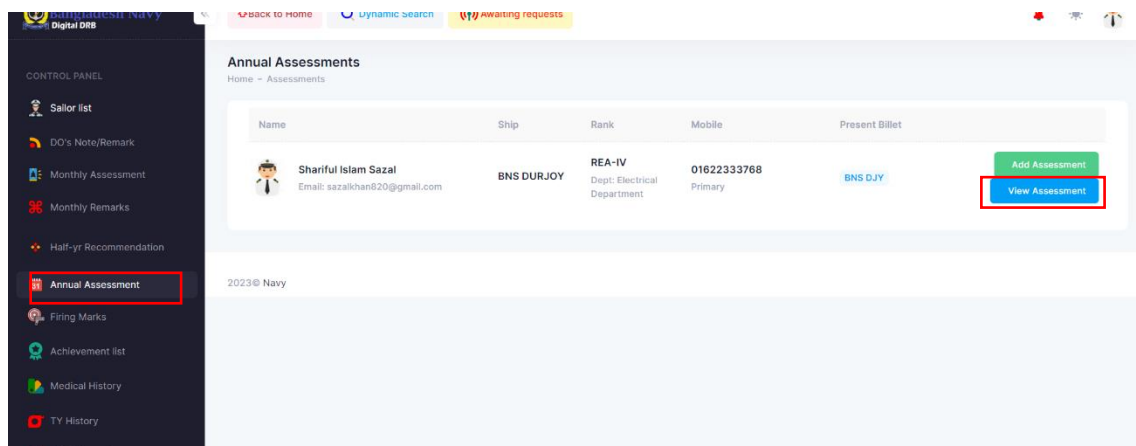 Bangladesh Navy
Digital DRB
Back to Home
Dynamic Search
Awaiting requests
CONTROL PANEL
Sailor list
DO's Note/Remark
Monthly Assessment
Monthly Remarks
Half-yr Recommendation
31 Annual Assessment
Firing Marks
Achievement list
Medical History
TY History
Annual Assessments
Home - Assessments
Name Ship Rank Mobile Present Billet
Shariful Islam Sazal
Email: sazalkhan820@gmail.com
BNS DURJOY
REA-IV
Dept: Electrical
Department
01622333768
Primary
BNS DJY
Add Assessment
View Assessment
2023© Navy